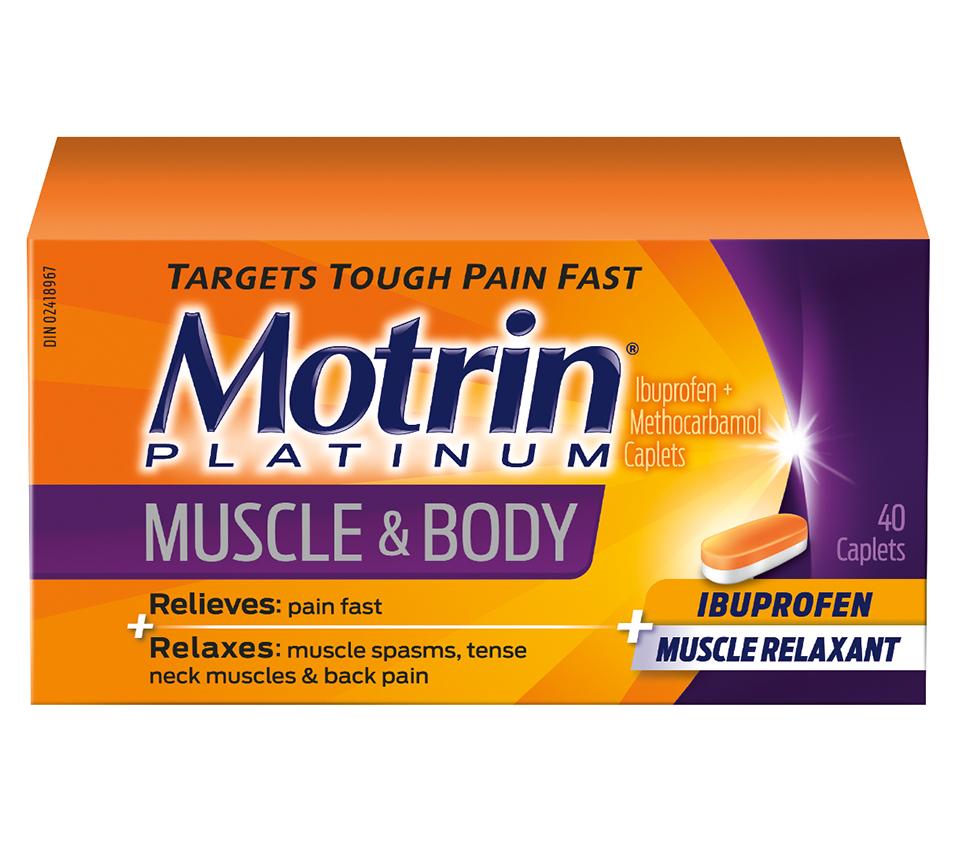 DIN 02418967
TARGETS TOUGH PAIN FAST
Motrin®
PLATINUM
Ibuprofen +
Methocarbamol
Caplets
MUSCLE & BODY
40
Caplets
Relieves: pain fast
+
Relaxes: muscle spasms, tense
neck muscles & back pain
IBUPROFEN
+
MUSCLE RELAXANT